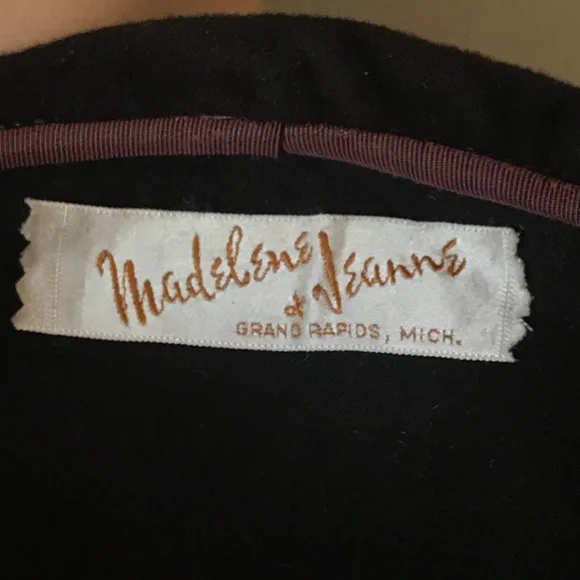 Madelene Jeanne
of
GRAND RAPIDS, MICH.